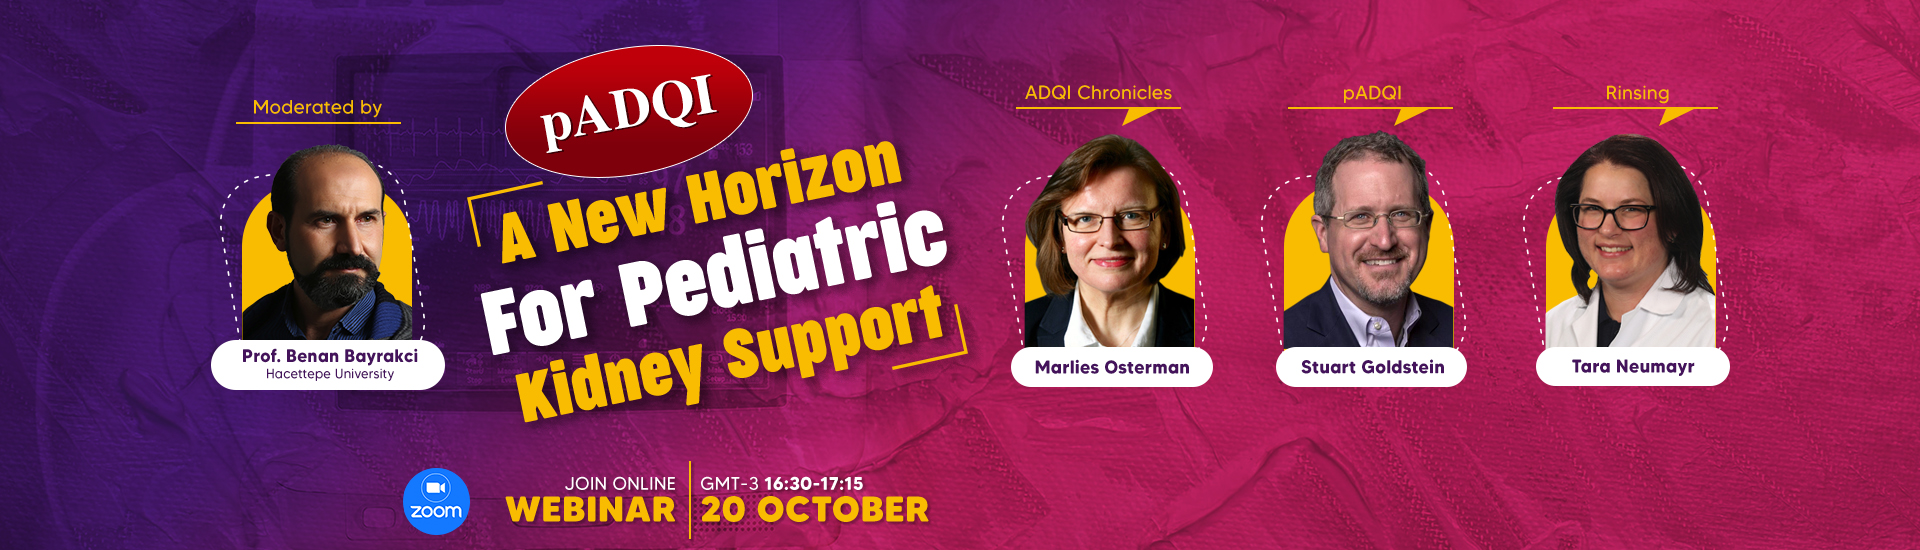 Moderated by
Prof. Benan Bayrakci
Hacettepe University
pADQI
A New Horizon
For Pediatric
Kidney Support
ADQI Chronicles
Marlies Osterman
pADQI
Stuart Goldstein
Rinsing
Tara Neumayr
zoom
JOIN ONLINE
WEBINAR
GMT-3 16:30-17:15
20 OCTOBER